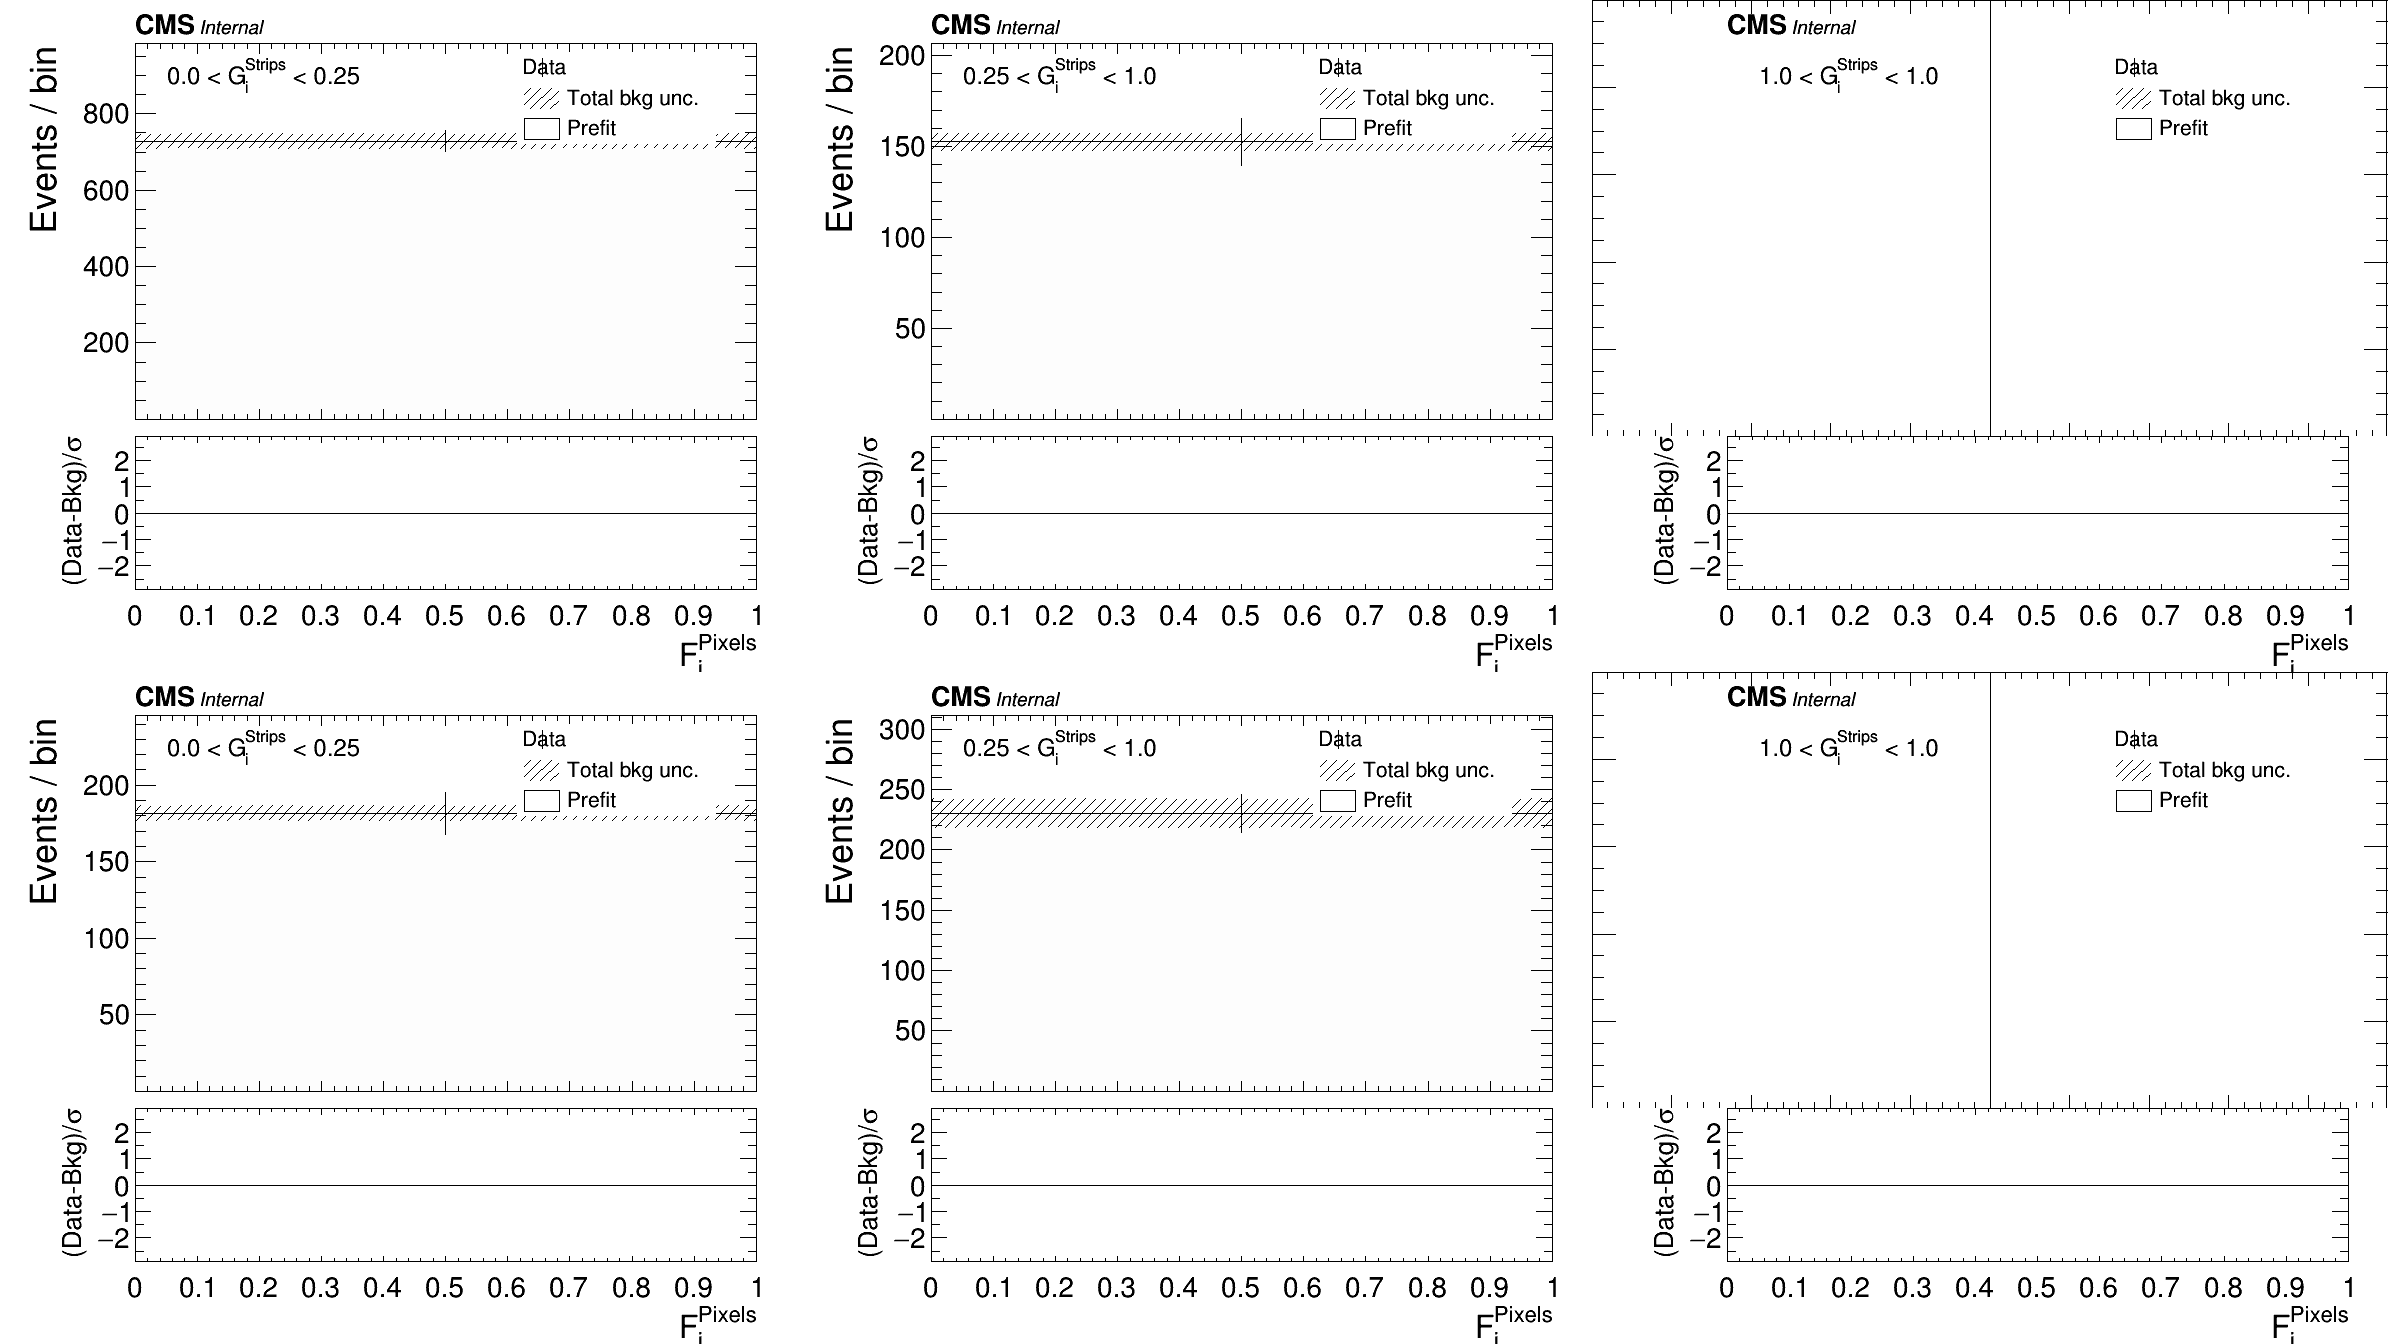 CMS Internal
Events / bin
0.0 < G_i^Strips < 0.25
Data
Total bkg unc.
Prefit
800
600
400
200
(Data-Bkg)/σ
2
1
0
−1
−2
0 0.1 0.2 0.3 0.4 0.5 0.6 0.7 0.8 0.9 1
F_i^Pixels
CMS Internal
Events / bin
0.25 < G_i^Strips < 1.0
Data
Total bkg unc.
Prefit
200
150
100
50
(Data-Bkg)/σ
2
1
0
−1
−2
0 0.1 0.2 0.3 0.4 0.5 0.6 0.7 0.8 0.9 1
F_i^Pixels
CMS Internal
1.0 < G_i^Strips < 1.0
Data
Total bkg unc.
Prefit
(Data-Bkg)/σ
2
1
0
−1
−2
0 0.1 0.2 0.3 0.4 0.5 0.6 0.7 0.8 0.9 1
F_i^Pixels
CMS Internal
Events / bin
0.0 < G_i^Strips < 0.25
Data
Total bkg unc.
Prefit
200
150
100
50
(Data-Bkg)/σ
2
1
0
−1
−2
0 0.1 0.2 0.3 0.4 0.5 0.6 0.7 0.8 0.9 1
F_i^Pixels
CMS Internal
Events / bin
0.25 < G_i^Strips < 1.0
Data
Total bkg unc.
Prefit
300
250
200
150
100
50
(Data-Bkg)/σ
2
1
0
−1
−2
0 0.1 0.2 0.3 0.4 0.5 0.6 0.7 0.8 0.9 1
F_i^Pixels
CMS Internal
1.0 < G_i^Strips < 1.0
Data
Total bkg unc.
Prefit
(Data-Bkg)/σ
2
1
0
−1
−2
0 0.1 0.2 0.3 0.4 0.5 0.6 0.7 0.8 0.9 1
F_i^Pixels